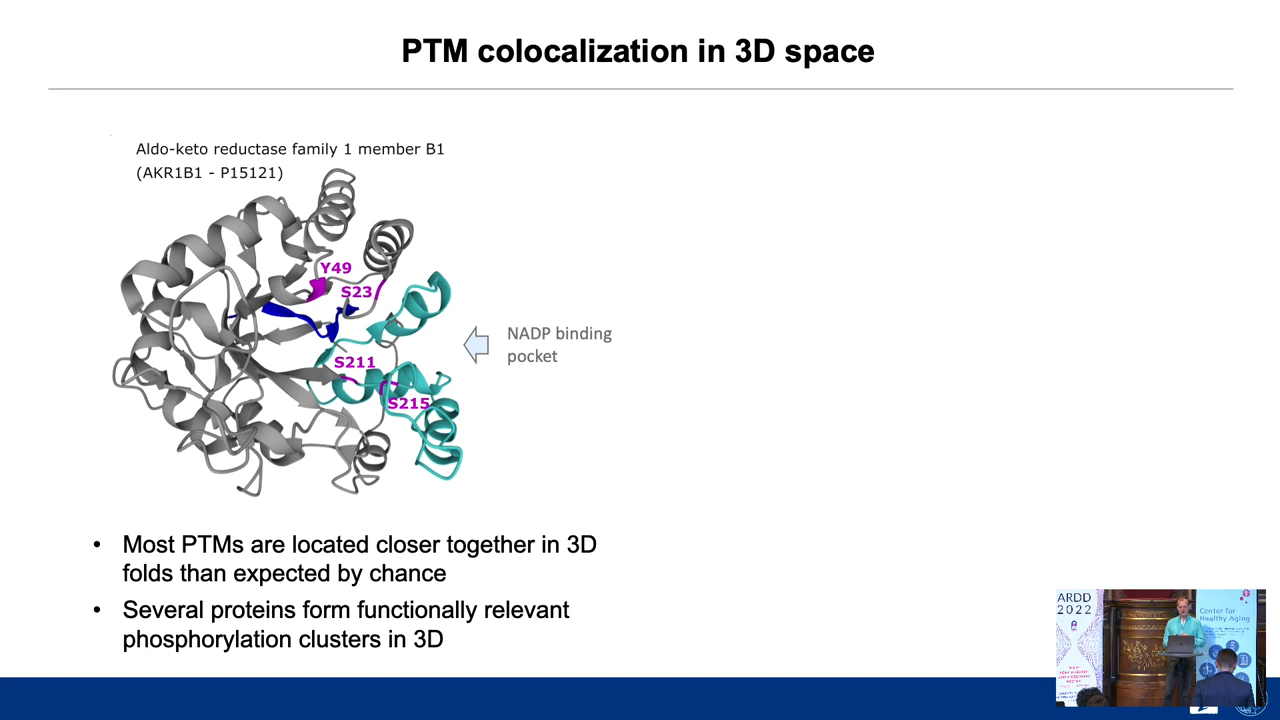 PTM colocalization in 3D space
Aldo-keto reductase family 1 member B1
(AKR1B1 - P15121)
Y49
S23
S211
S215
NADP binding
pocket
• Most PTMs are located closer together in 3D
folds than expected by chance
• Several proteins form functionally relevant
phosphorylation clusters in 3D
ARDD
2022
Center for
Healthy Aging